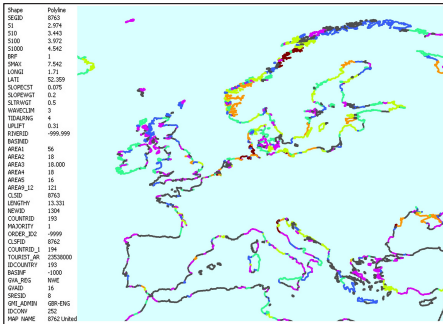 Shape Polyline
SEGID 8763
S1 2.974
S10 3.443
S100 3.972
S1000 4.542
BRF 1
SMAX 7.542
LONGI 1.71
LATI 52.359
SLOPECST 0.075
SLOPEWGT 0.2
SLTRWGT 0.5
WAVECLIM 3
TIDALRNG 4
UPLIFT 0.31
RIVERID -999.999
BASINID
AREA1 56
AREA2 18
AREA3 18.000
AREA4 18
AREA5 16
AREA9_12 121
CLSID 8763
LENGTHY 13.331
NEWID 1304
COUNTRID 193
MAJORITY 1
ORDER_ID2 -9999
CLSFID 8762
COUNTRID_1 194
TOURIST_AR 23538000
IDCOUNTRY 193
BASINF -1000
GVA_REG NWE
GVAID 16
SRESID 8
GMI_ADMIN GBR-ENG
IDCONV 252
MAP NAME 8762 United